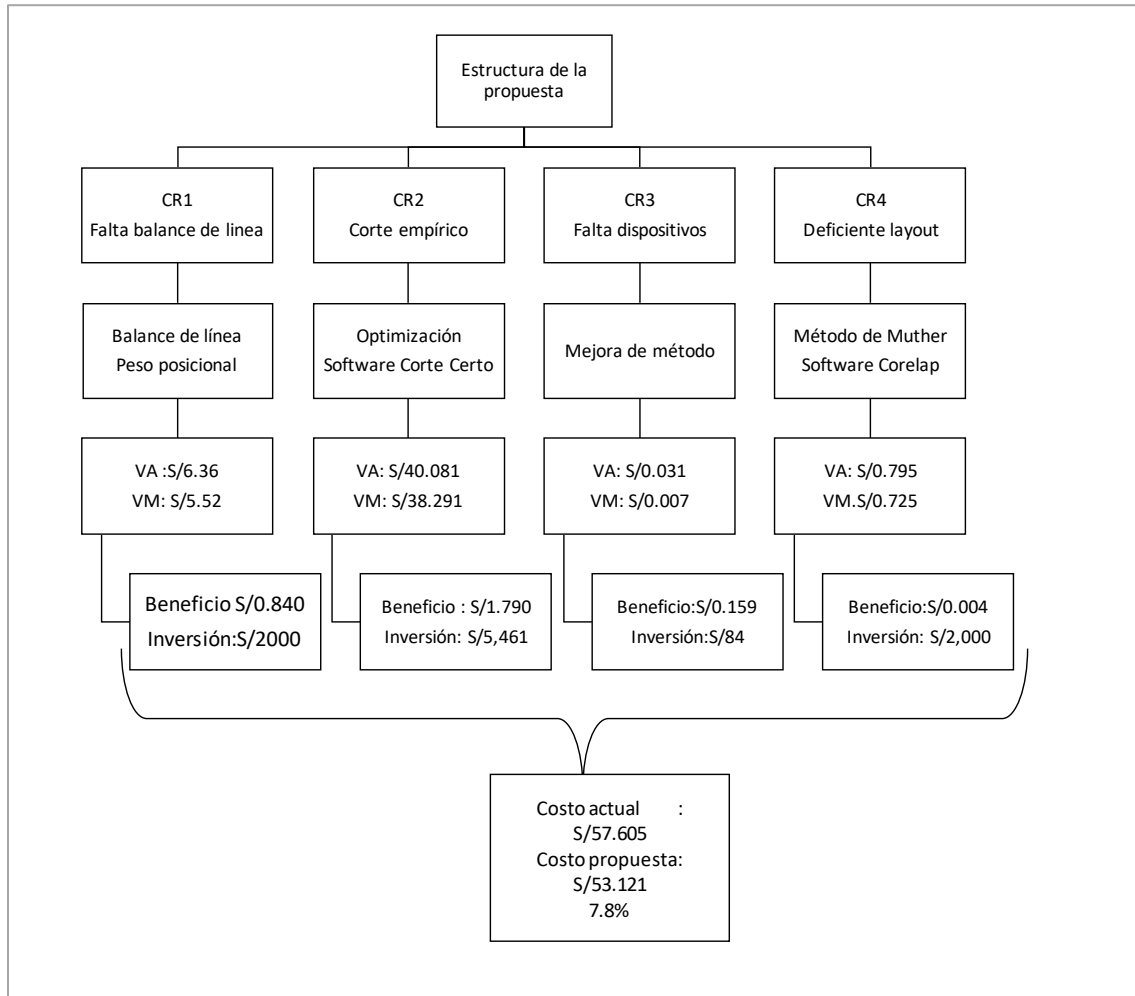 Estructura de la
propuesta
CR1
Falta balance de linea
CR2
Corte empírico
CR3
Falta dispositivos
CR4
Deficiente layout
Balance de línea
Peso posicional
Optimización
Software Corte Certo
Mejora de método
Método de Muther
Software Corelap
VA :S/6.36
VM: S/5.52
VA: S/40.081
VM: S/38.291
VA: S/0.031
VM: S/0.007
VA: S/0.795
VM.S/0.725
Beneficio S/0.840
Inversión:S/2000
Beneficio : S/1.790
Inversión: S/5,461
Beneficio:S/0.159
Inversión:S/84
Beneficio:S/0.004
Inversión: S/2,000
Costo actual :
S/57.605
Costo propuesta:
S/53.121
7.8%